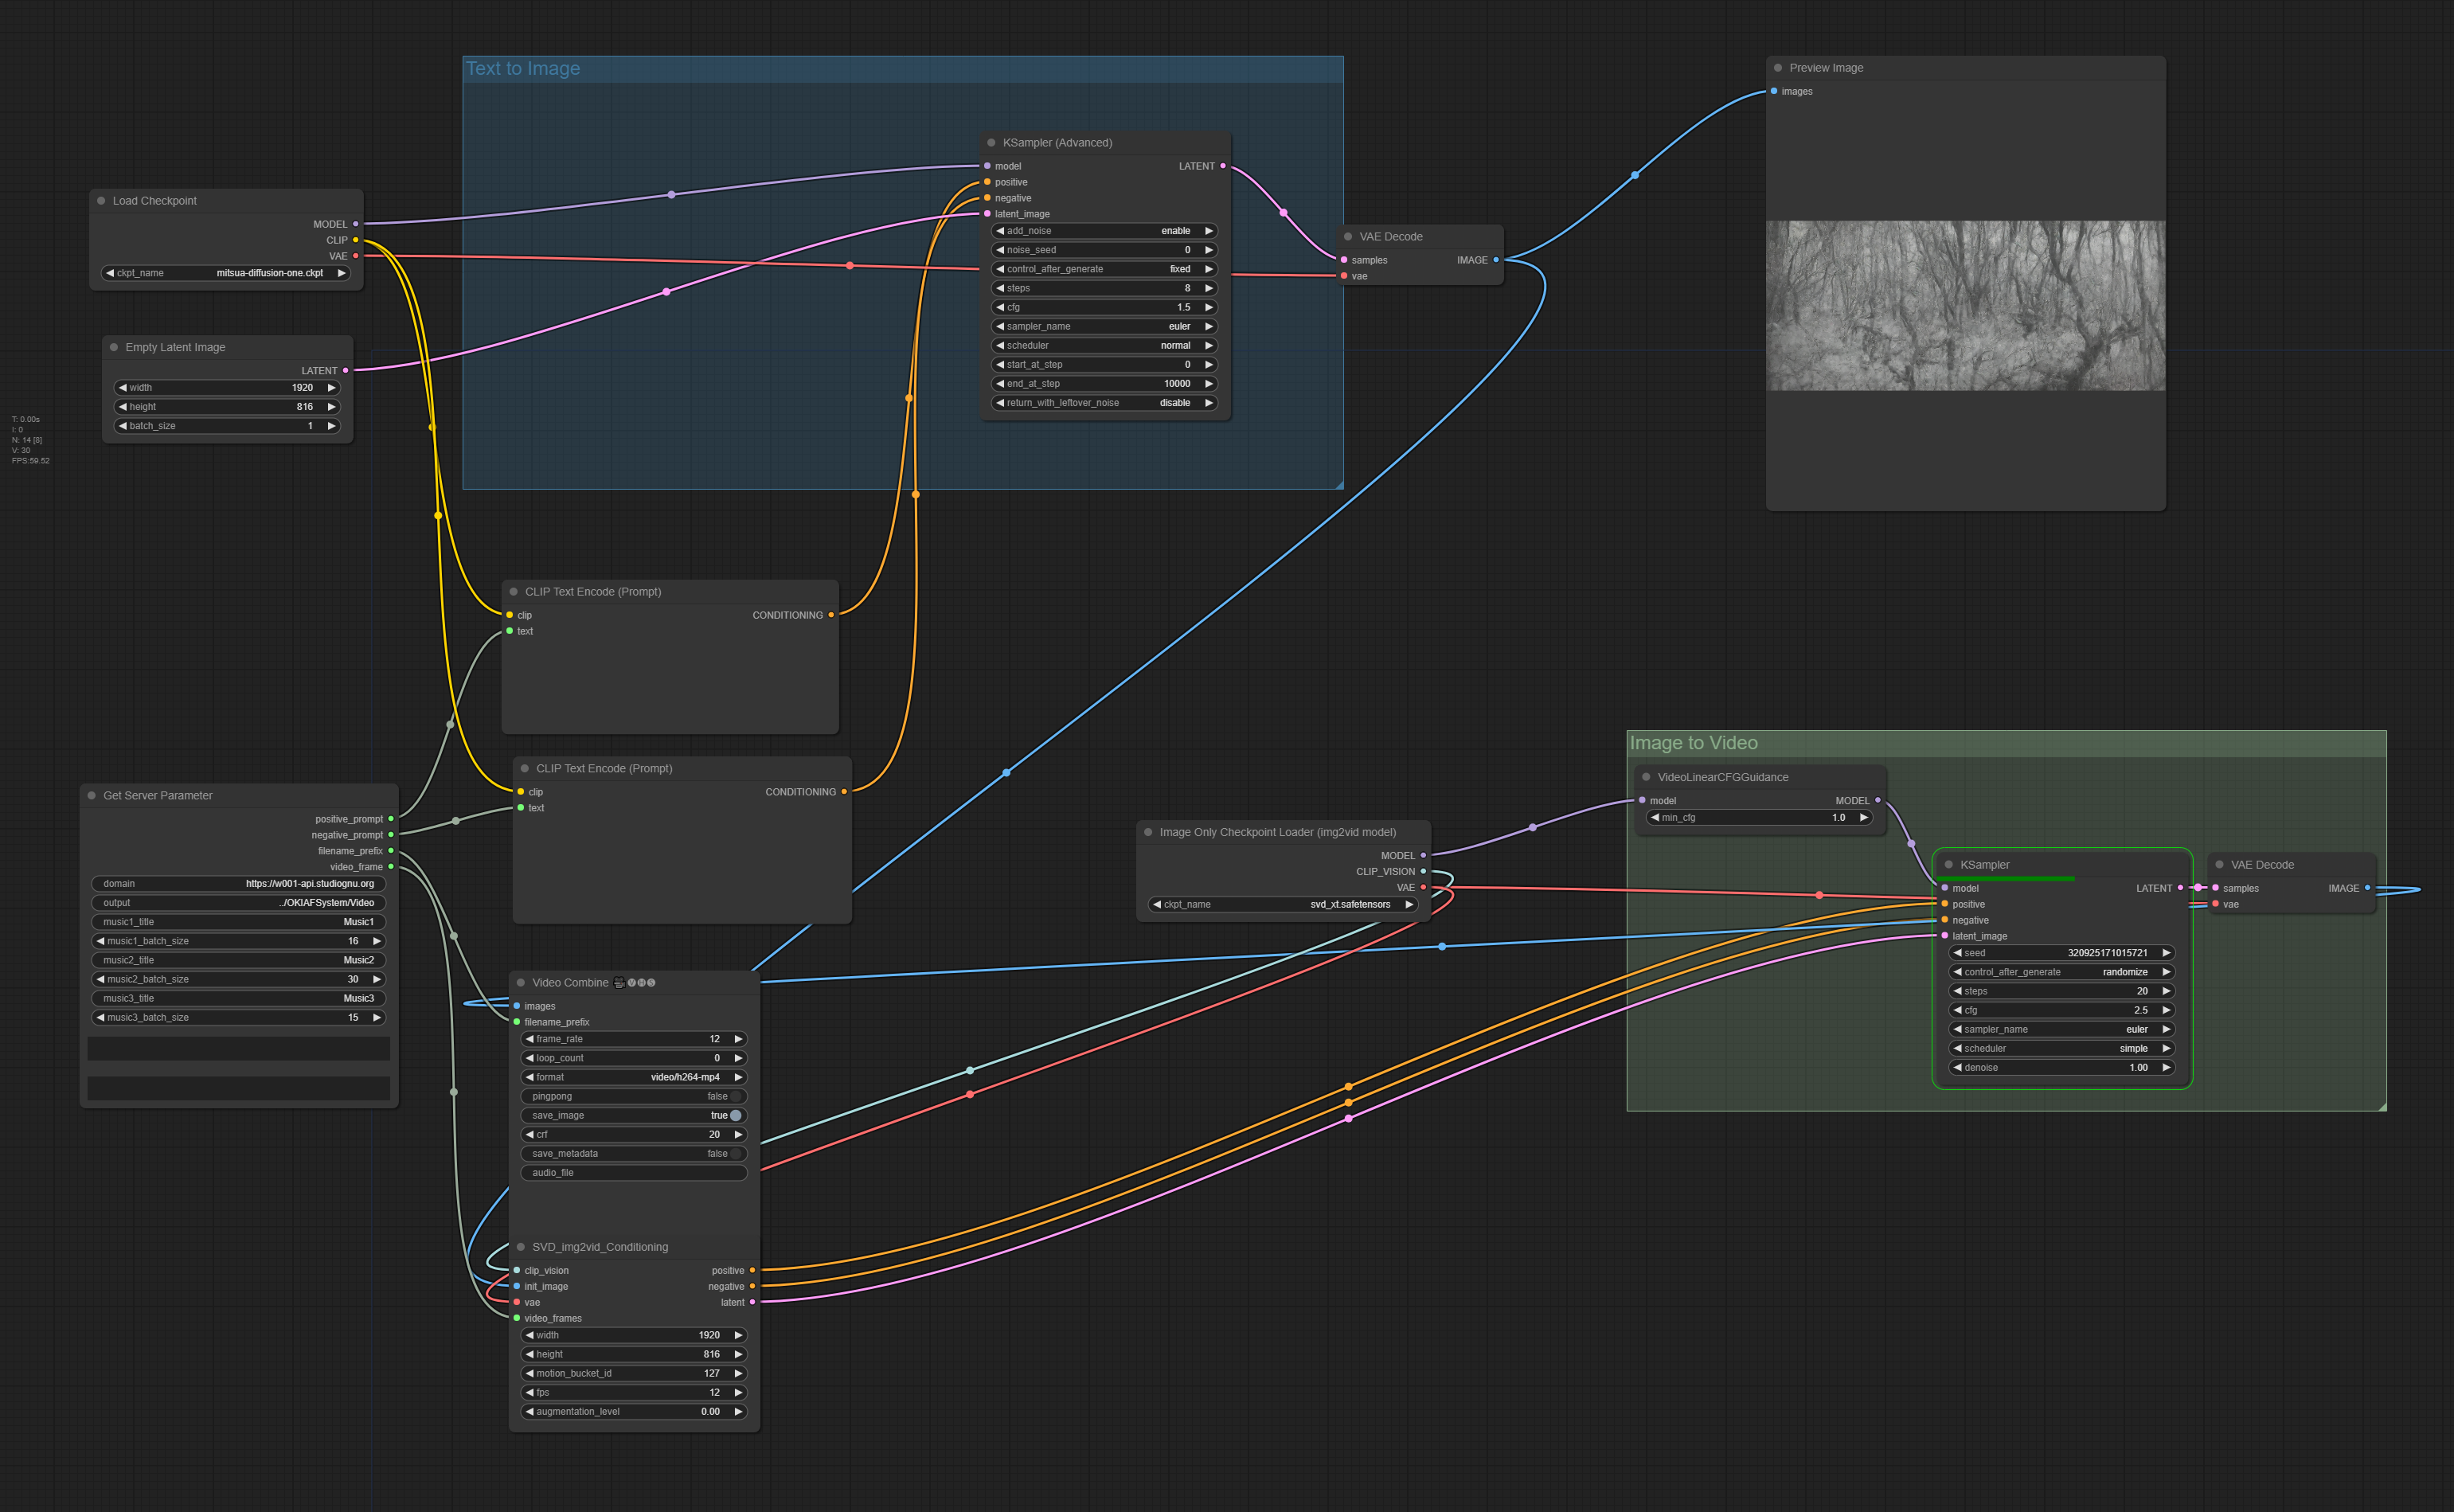 Text to Image
Preview Image
images
KSampler (Advanced)
model LATENT
positive
negative
latent_image
add_noise enable
noise_seed 0
control_after_generate fixed
steps 8
cfg 1.5
sampler_name euler
scheduler normal
start_at_step 0
end_at_step 10000
return_with_leftover_noise disable
Load Checkpoint
MODEL
CLIP
VAE
ckpt_name mitsua-diffusion-one.ckpt
VAE Decode
samples IMAGE
vae
Empty Latent Image
LATENT
width 1920
height 816
batch_size 1
T: 0.00s
I: 0
N: 14 [8]
V: 30
FPS:59.52
CLIP Text Encode (Prompt)
clip CONDITIONING
text
CLIP Text Encode (Prompt)
clip CONDITIONING
text
Get Server Parameter
positive_prompt
negative_prompt
filename_prefix
video_frame
domain https://w001-api.studiognu.org
output ../OKIAFSystem/Video
music1_title Music1
music1_batch_size 16
music2_title Music2
music2_batch_size 30
music3_title Music3
music3_batch_size 15
Image to Video
VideoLinearCFGGuidance
model MODEL
min_cfg 1.0
Image Only Checkpoint Loader (img2vid model)
MODEL
CLIP_VISION
VAE
ckpt_name svd_xt.safetensors
KSampler
model LATENT
positive
negative
latent_image
seed 320925171015721
control_after_generate randomize
steps 20
cfg 2.5
sampler_name euler
scheduler simple
denoise 1.00
VAE Decode
samples IMAGE
vae
Video Combine 🎥🅥🅗🅢
images
filename_prefix
frame_rate 12
loop_count 0
format video/h264-mp4
pingpong false
save_image true
crf 20
save_metadata false
audio_file
SVD_img2vid_Conditioning
clip_vision positive
init_image negative
vae latent
video_frames
width 1920
height 816
motion_bucket_id 127
fps 12
augmentation_level 0.00